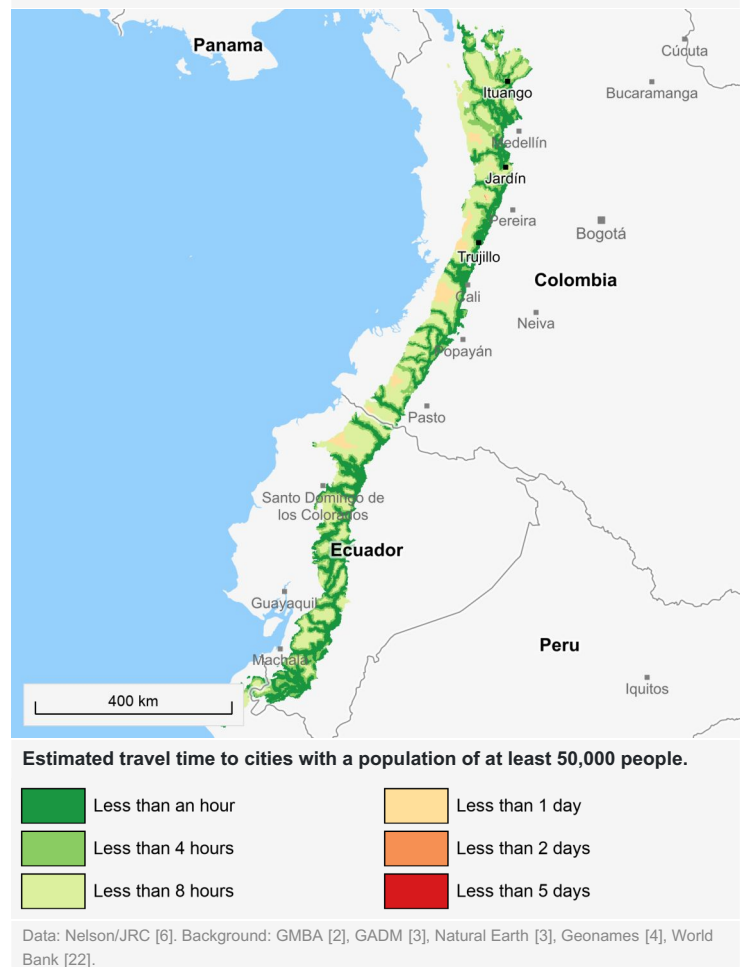 Panama
Cúcuta
Bucaramanga
Ituango
Medellín
Jardín
Pereira
Bogotá
Trujillo
Colombia
Cali
Neiva
Popayán
Pasto
Santo Domingo de
los Colorados
Ecuador
Guayaquil
Machala
Peru
Iquitos
400 km
Estimated travel time to cities with a population of at least 50,000 people.
Less than an hour
Less than 1 day
Less than 4 hours
Less than 2 days
Less than 8 hours
Less than 5 days
Data: Nelson/JRC [6]. Background: GMBA [2], GADM [3], Natural Earth [3], Geonames [4], World
Bank [22].